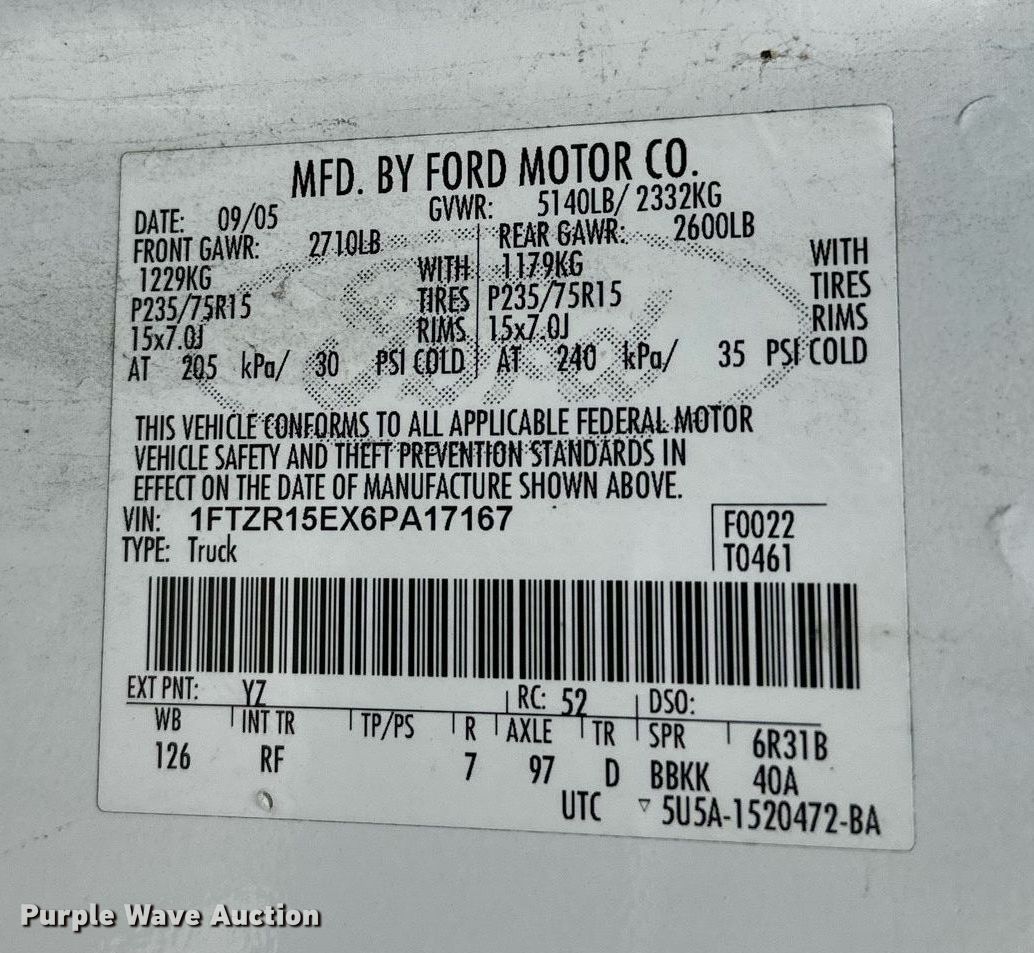 MFD. BY FORD MOTOR CO.
DATE: 09/05 GVWR: 5140LB/ 2332KG
FRONT GAWR: 2710LB REAR GAWR: 2600LB
1229KG WITH 1179KG WITH
P235/75R15 TIRES P235/75R15 TIRES
15x7.0J RIMS 15x7.0J RIMS
AT 205 kPa/ 30 PSI COLD AT 240 kPa/ 35 PSI COLD
THIS VEHICLE CONFORMS TO ALL APPLICABLE FEDERAL MOTOR
VEHICLE SAFETY AND THEFT PREVENTION STANDARDS IN
EFFECT ON THE DATE OF MANUFACTURE SHOWN ABOVE.
VIN: 1FTZR15EX6PA17167 F0022
TYPE: Truck T0461
EXT PNT: YZ RC: 52 DSO:
WB INT TR TP/PS R AXLE TR SPR 6R31B
126 RF 7 97 D BBKK 40A
UTC ▽ 5U5A-1520472-BA
Ford
Purple Wave Auction